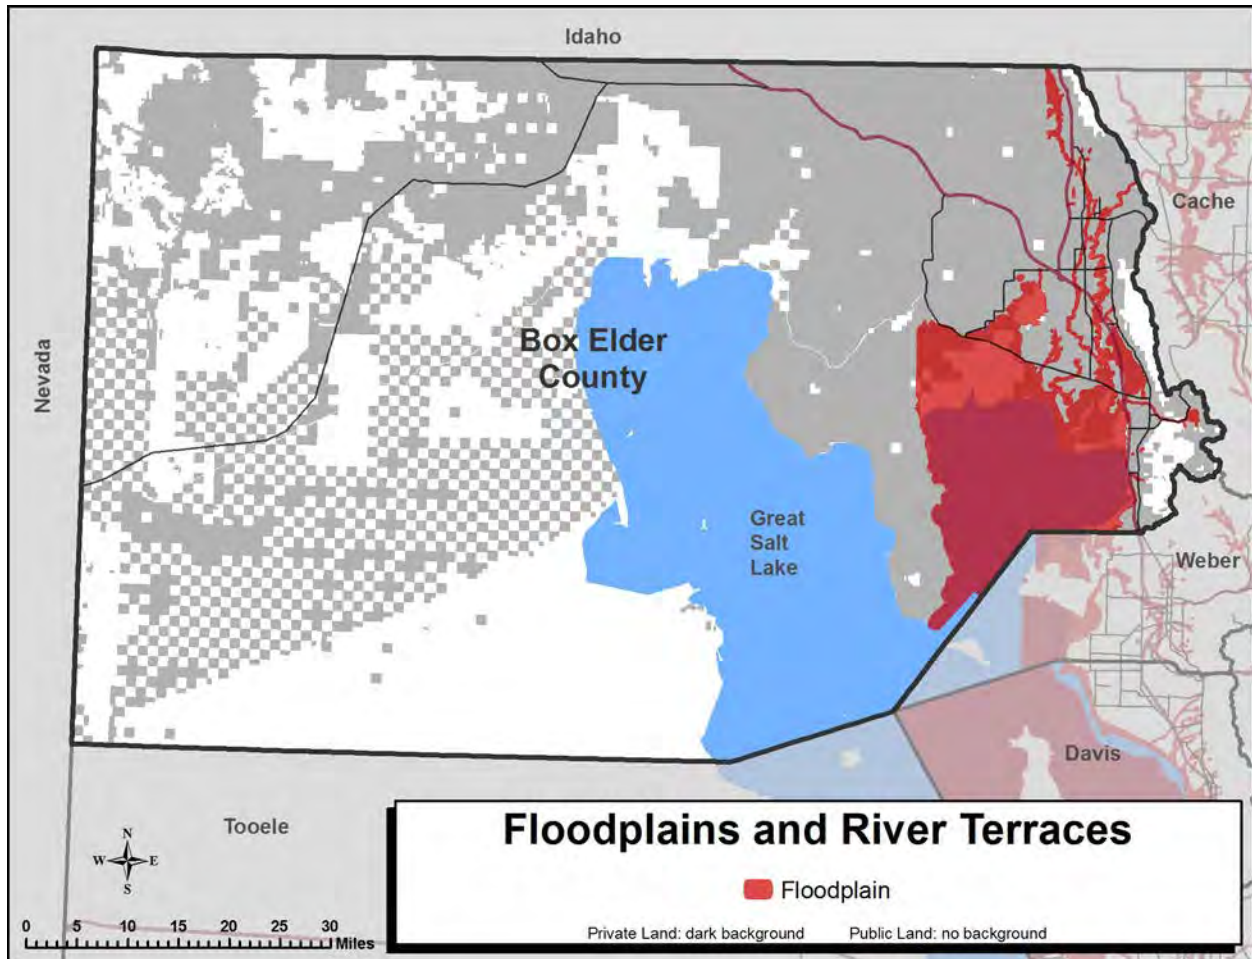 Idaho
Cache
Nevada
Box Elder
County
Great
Salt
Lake
Weber
Davis
Tooele
N
W
E
S
0 5 10 15 20 25 30
Miles
Floodplains and River Terraces
Floodplain
Private Land: dark background Public Land: no background